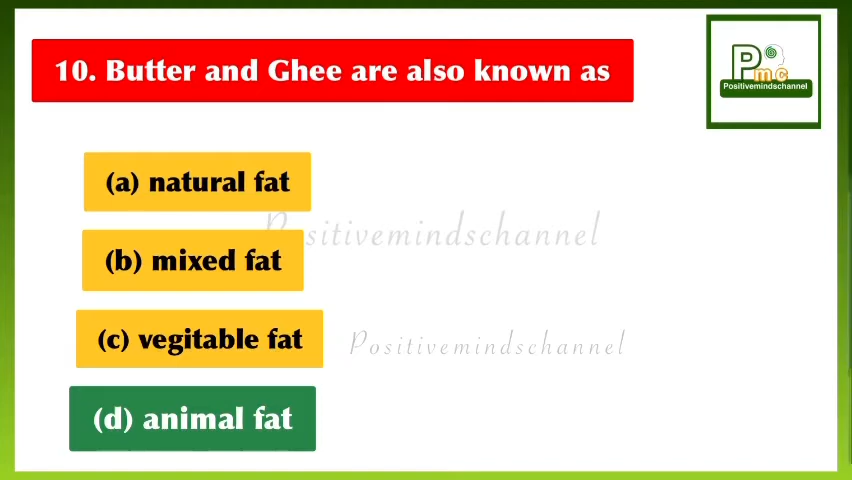 10. Butter and Ghee are also known as
Pmc
Positivemindschannel
(a) natural fat
Positivemindschannel
(b) mixed fat
(c) vegitable fat
Positivemindschannel
(d) animal fat